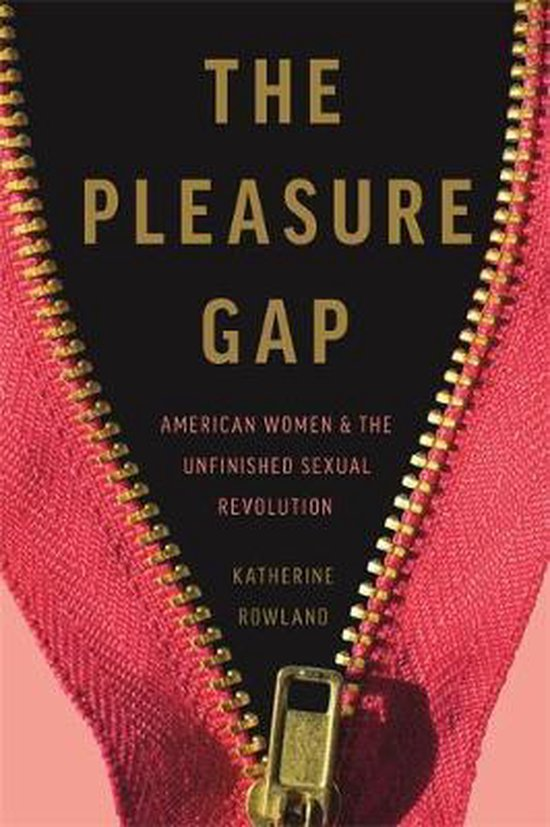 THE
PLEASURE
GAP
AMERICAN WOMEN & THE
UNFINISHED SEXUAL
REVOLUTION
KATHERINE
ROWLAND